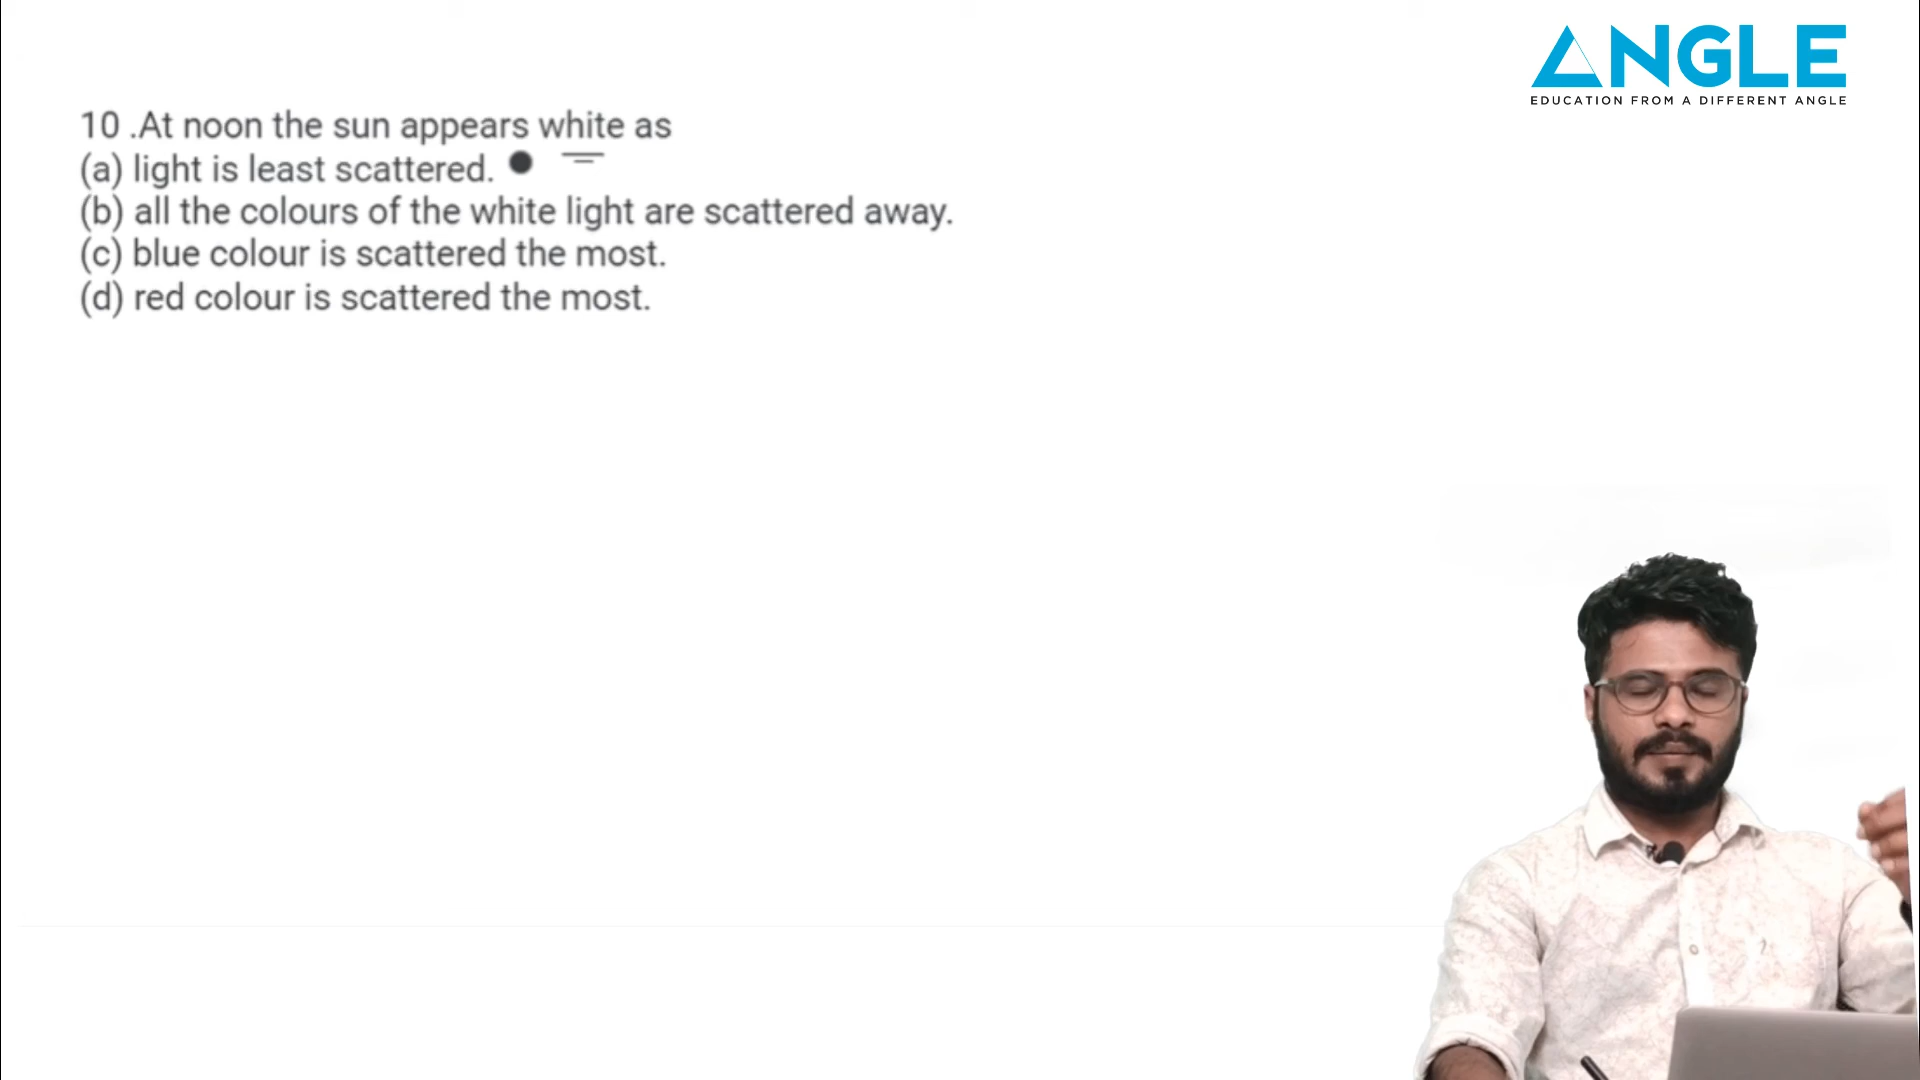 ANGLE
EDUCATION FROM A DIFFERENT ANGLE
10 .At noon the sun appears white as
(a) light is least scattered.
(b) all the colours of the white light are scattered away.
(c) blue colour is scattered the most.
(d) red colour is scattered the most.